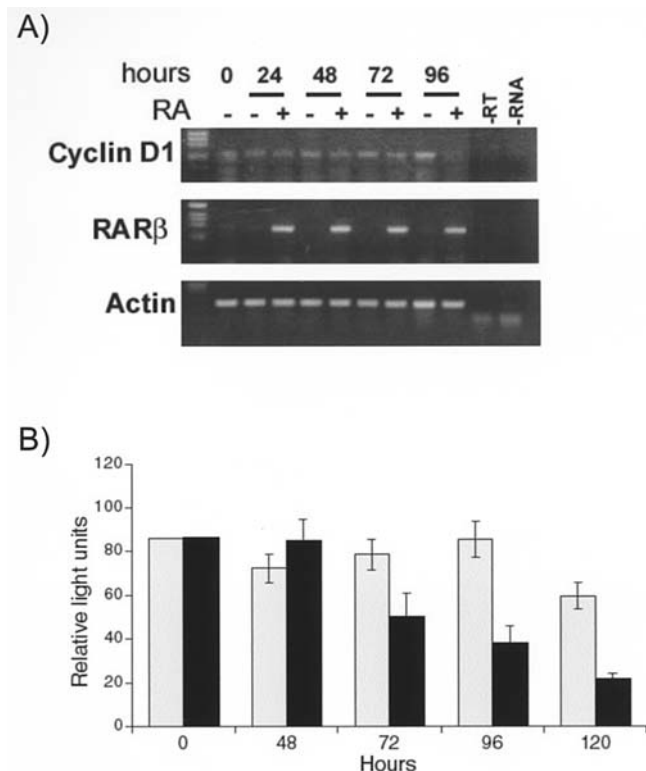 A)
hours 0 24 48 72 96 -RT -RNA
RA - - + - + - + - +
Cyclin D1
RARβ
Actin
B)
Relative light units
120
100
80
60
40
20
0
0 48 72 96 120
Hours